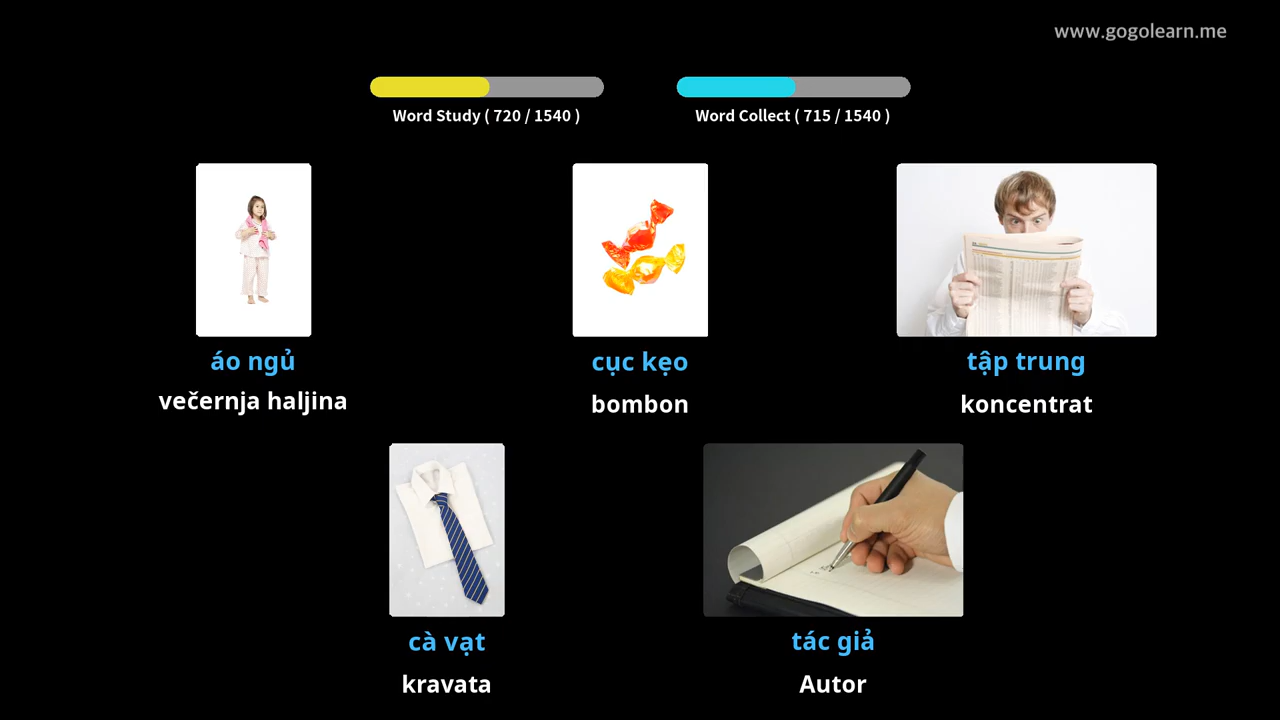 www.gogolearn.me
Word Study ( 720 / 1540 )
Word Collect ( 715 / 1540 )
áo ngủ
večernja haljina
cục kẹo
bombon
tập trung
koncentrat
cà vạt
kravata
tác giả
Autor